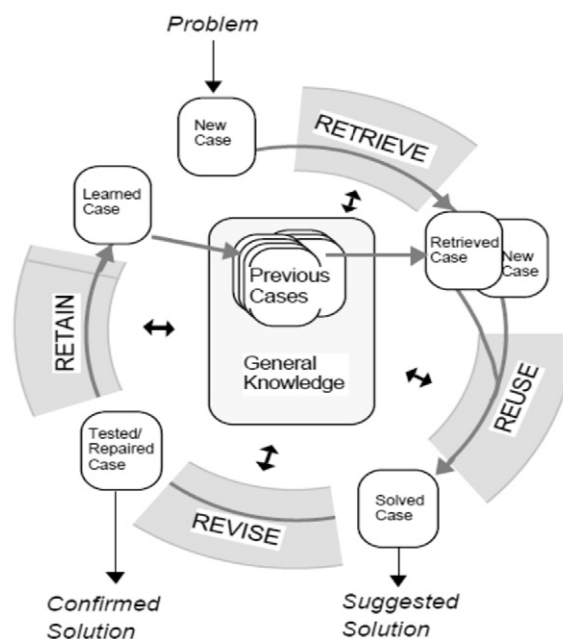 Problem
New
Case
RETRIEVE
Learned
Case
Retrieved
Case
New
Case
Previous
Cases
General
Knowledge
RETAIN
REUSE
Tested/
Repaired
Case
REVISE
Solved
Case
Confirmed
Solution
Suggested
Solution